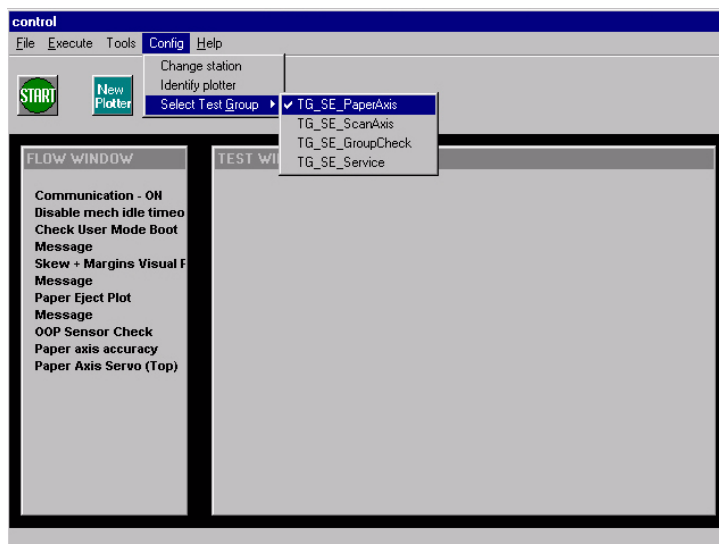 control
File Execute Tools Config Help
Change station
Identify plotter
Select Test Group
TG_SE_PaperAxis
TG_SE_ScanAxis
TG_SE_GroupCheck
TG_SE_Service
START
New
Plotter
FLOW WINDOW
Communication - ON
Disable mech idle timeo
Check User Mode Boot
Message
Skew + Margins Visual
Message
Paper Eject Plot
Message
OOP Sensor Check
Paper axis accuracy
Paper Axis Servo (Top)
TEST WI